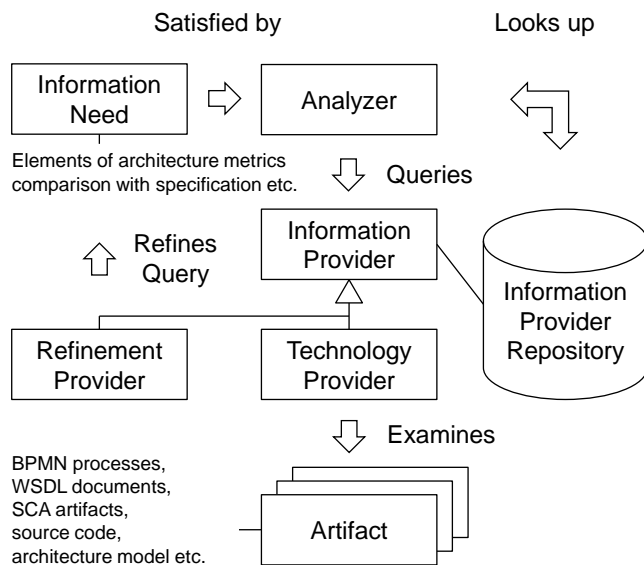 Satisfied by
Looks up
Information
Need
Analyzer
Elements of architecture metrics
comparison with specification etc.
Queries
Refines
Query
Information
Provider
Information
Provider
Repository
Refinement
Provider
Technology
Provider
Examines
BPMN processes,
WSDL documents,
SCA artifacts,
source code,
architecture model etc.
Artifact